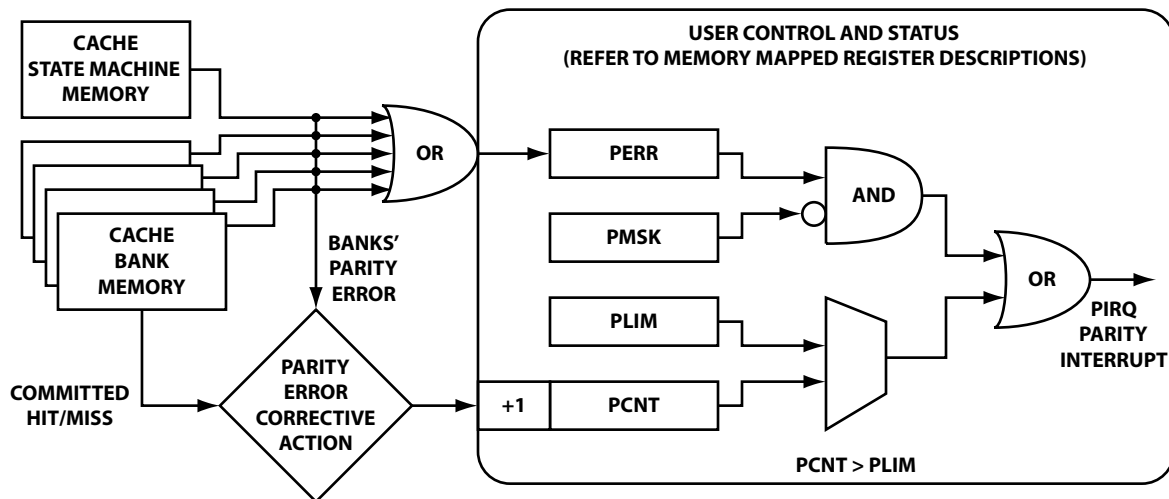 CACHE
STATE MACHINE
MEMORY
USER CONTROL AND STATUS
(REFER TO MEMORY MAPPED REGISTER DESCRIPTIONS)
OR
PERR
AND
PMSK
CACHE
BANK
MEMORY
BANKS'
PARITY
ERROR
OR
PIRQ
PARITY
INTERRUPT
PLIM
COMMITTED
HIT/MISS
PARITY
ERROR
CORRECTIVE
ACTION
+1
PCNT
PCNT > PLIM